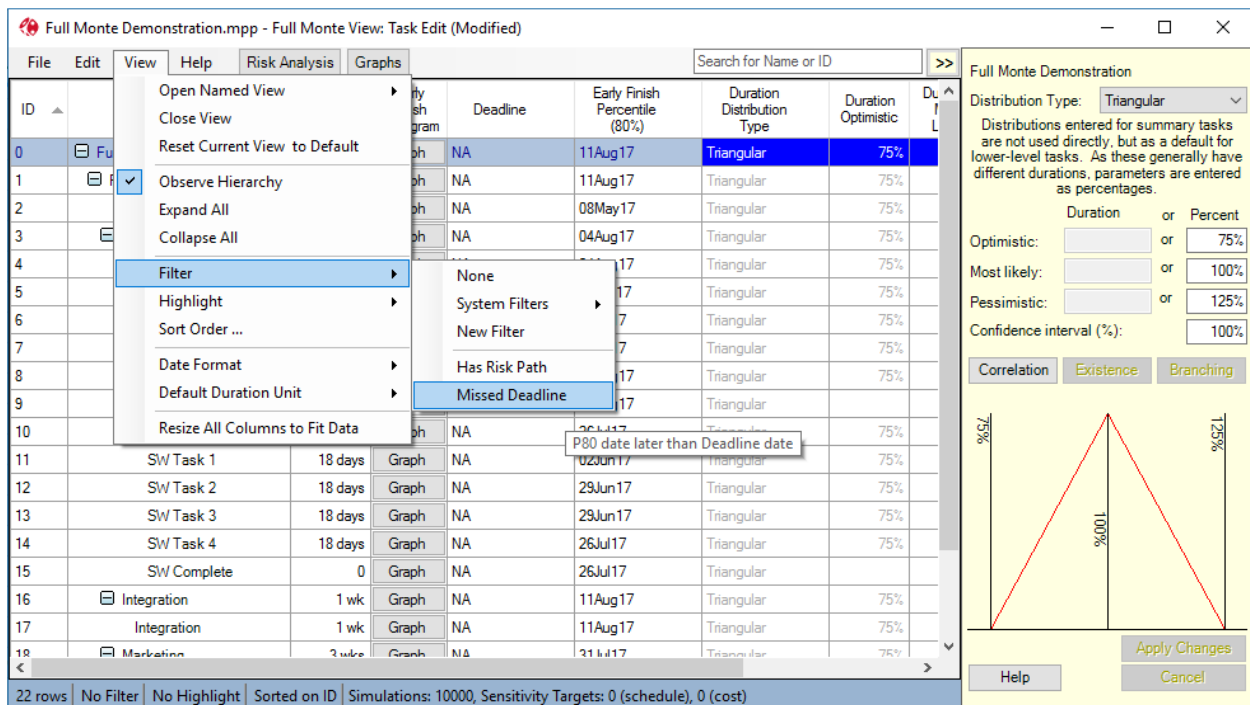 Full Monte Demonstration.mpp - Full Monte View: Task Edit (Modified)
File Edit View Help Risk Analysis Graphs Search for Name or ID >>
Open Named View
Close View
Reset Current View to Default
Observe Hierarchy
Expand All
Collapse All
Filter
Highlight
Sort Order ...
Date Format
Default Duration Unit
Resize All Columns to Fit Data
None
System Filters
New Filter
Has Risk Path
Missed Deadline
P80 date later than Deadline date
ID Deadline Early Finish Percentile (80%) Duration Distribution Type Duration Optimistic
0 NA 11Aug17 Triangular 75%
1 NA 11Aug17 Triangular 75%
2 NA 08May17 Triangular 75%
3 NA 04Aug17 Triangular 75%
4
5
6
7
8
9
10 NA
11 SW Task 1 18 days Graph NA 02Jun17 Triangular 75%
12 SW Task 2 18 days Graph NA 29Jun17 Triangular 75%
13 SW Task 3 18 days Graph NA 29Jun17 Triangular 75%
14 SW Task 4 18 days Graph NA 26Jul17 Triangular 75%
15 SW Complete 0 Graph NA 26Jul17 Triangular 75%
16 Integration 1 wk Graph NA 11Aug17 Triangular 75%
17 Integration 1 wk Graph NA 11Aug17 Triangular 75%
18 Marketing 3 wks Graph NA 31Jul17 Triangular 75%
22 rows No Filter No Highlight Sorted on ID Simulations: 10000, Sensitivity Targets: 0 (schedule), 0 (cost)
Full Monte Demonstration
Distribution Type: Triangular
Distributions entered for summary tasks
are not used directly, but as a default for
lower-level tasks. As these generally have
different durations, parameters are entered
as percentages.
Duration or Percent
Optimistic: or 75%
Most likely: or 100%
Pessimistic: or 125%
Confidence interval (%): 100%
Correlation Existence Branching
75%
100%
125%
Apply Changes
Help Cancel